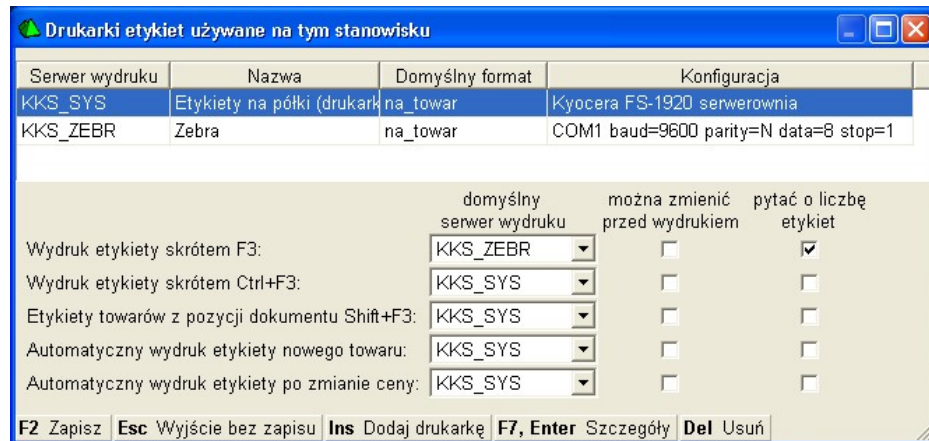 Drukarki etykiet używane na tym stanowisku
Serwer wydruku Nazwa Domyślny format Konfiguracja
KKS_SYS Etykiety na półki (drukark na_towar Kyocera FS-1920 serwerownia
KKS_ZEBR Zebra na_towar COM1 baud=9600 parity=N data=8 stop=1
domyślny można zmienić pytać o liczbę
serwer wydruku przed wydrukiem etykiet
Wydruk etykiety skrótem F3: KKS_ZEBR
Wydruk etykiety skrótem Ctrl+F3: KKS_SYS
Etykiety towarów z pozycji dokumentu Shift+F3: KKS_SYS
Automatyczny wydruk etykiety nowego towaru: KKS_SYS
Automatyczny wydruk etykiety po zmianie ceny: KKS_SYS
F2 Zapisz Esc Wyjście bez zapisu Ins Dodaj drukarkę F7, Enter Szczegóły Del Usuń